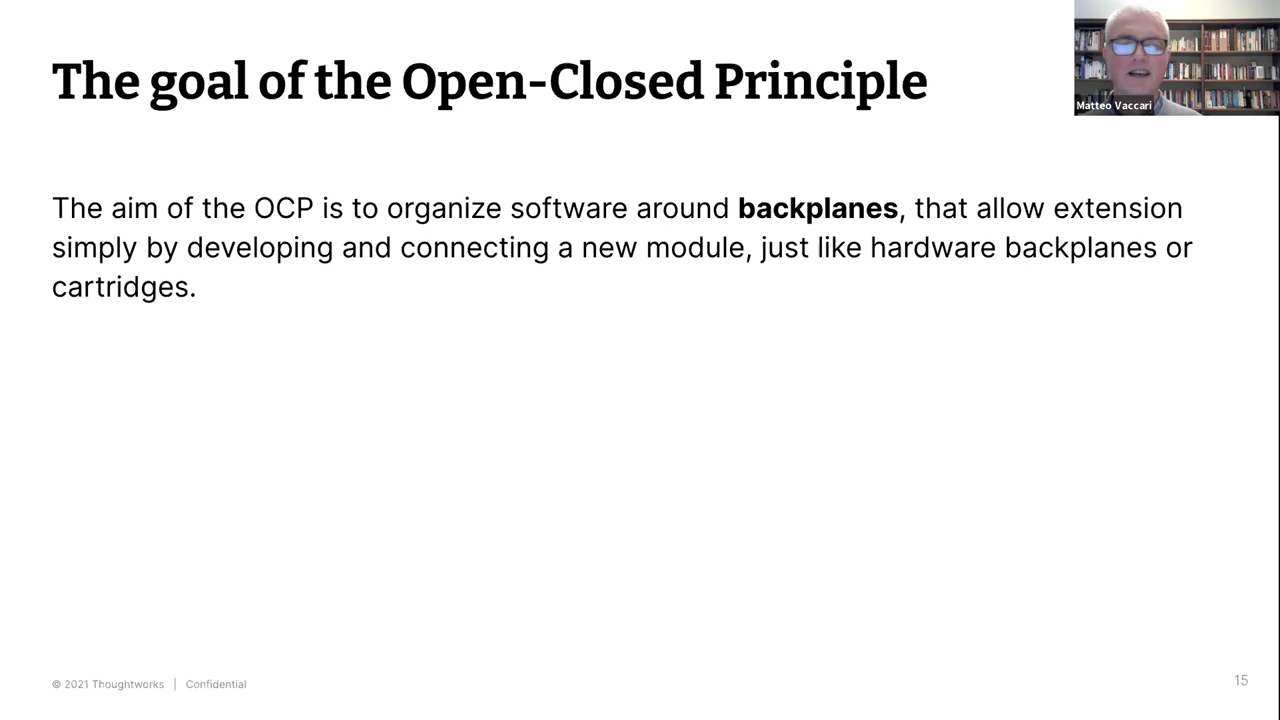 The goal of the Open-Closed Principle
Matteo Vaccari
The aim of the OCP is to organize software around backplanes, that allow extension
simply by developing and connecting a new module, just like hardware backplanes or
cartridges.
© 2021 Thoughtworks | Confidential
15